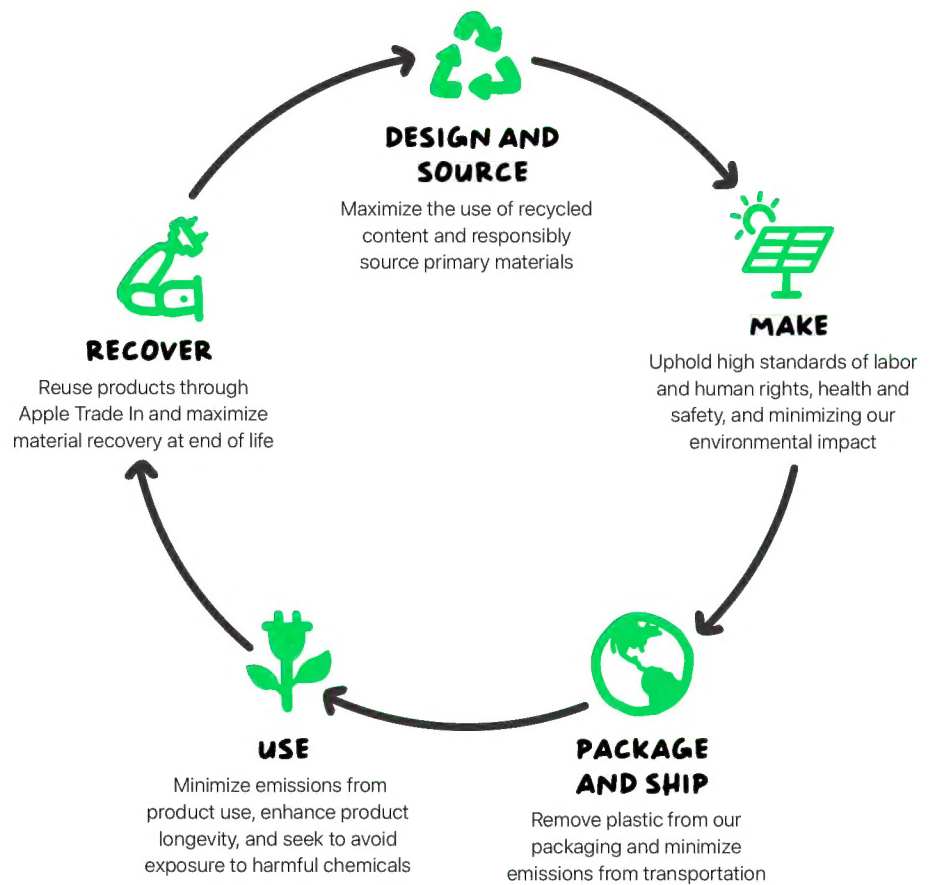 DESIGN AND
SOURCE
Maximize the use of recycled
content and responsibly
source primary materials
MAKE
Uphold high standards of labor
and human rights, health and
safety, and minimizing our
environmental impact
PACKAGE
AND SHIP
Remove plastic from our
packaging and minimize
emissions from transportation
USE
Minimize emissions from
product use, enhance product
longevity, and seek to avoid
exposure to harmful chemicals
RECOVER
Reuse products through
Apple Trade In and maximize
material recovery at end of life